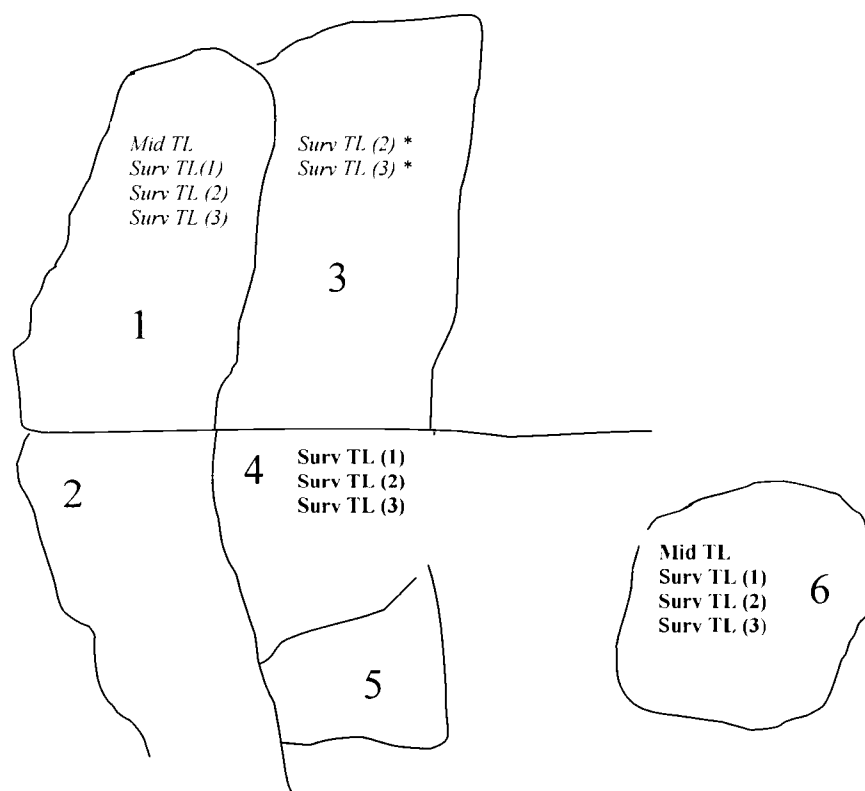 Mid TL
Surv TL(1)
Surv TL (2)
Surv TL (3)
1
Surv TL (2) *
Surv TL (3) *
3
2
4
Surv TL (1)
Surv TL (2)
Surv TL (3)
5
Mid TL
Surv TL (1)
Surv TL (2)
Surv TL (3)
6